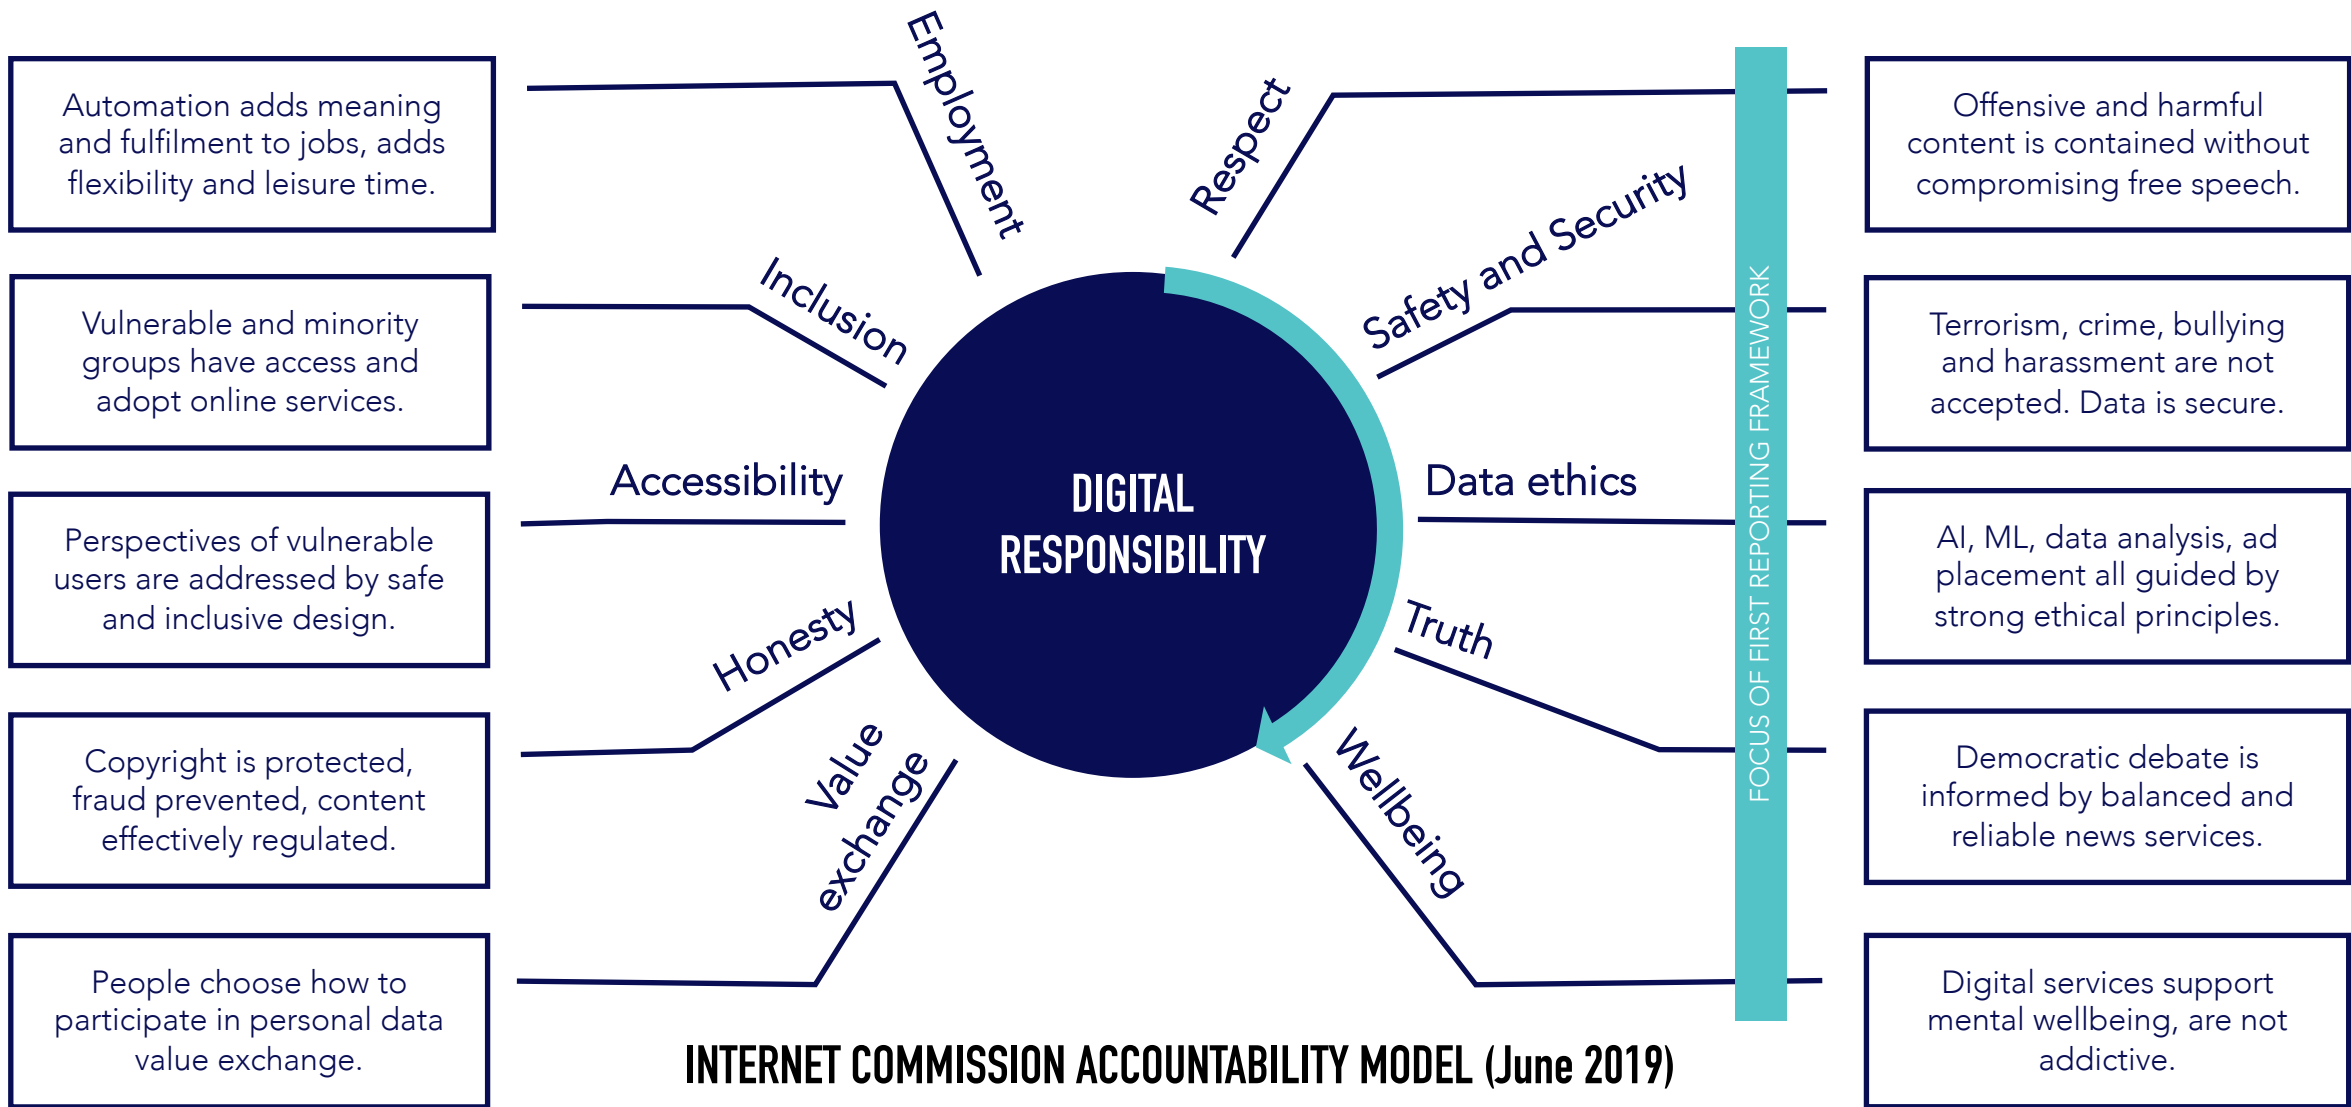 Employment
Automation adds meaning
and fulfilment to jobs, adds
flexibility and leisure time.
Inclusion
Vulnerable and minority
groups have access and
adopt online services.
Accessibility
Perspectives of vulnerable
users are addressed by safe
and inclusive design.
Honesty
Copyright is protected,
fraud prevented, content
effectively regulated.
Value
exchange
People choose how to
participate in personal data
value exchange.
DIGITAL
RESPONSIBILITY
Respect
Offensive and harmful
content is contained without
compromising free speech.
Safety and Security
Terrorism, crime, bullying
and harassment are not
accepted. Data is secure.
Data ethics
AI, ML, data analysis, ad
placement all guided by
strong ethical principles.
Truth
Democratic debate is
informed by balanced and
reliable news services.
Wellbeing
Digital services support
mental wellbeing, are not
addictive.
FOCUS OF FIRST REPORTING FRAMEWORK
INTERNET COMMISSION ACCOUNTABILITY MODEL (June 2019)